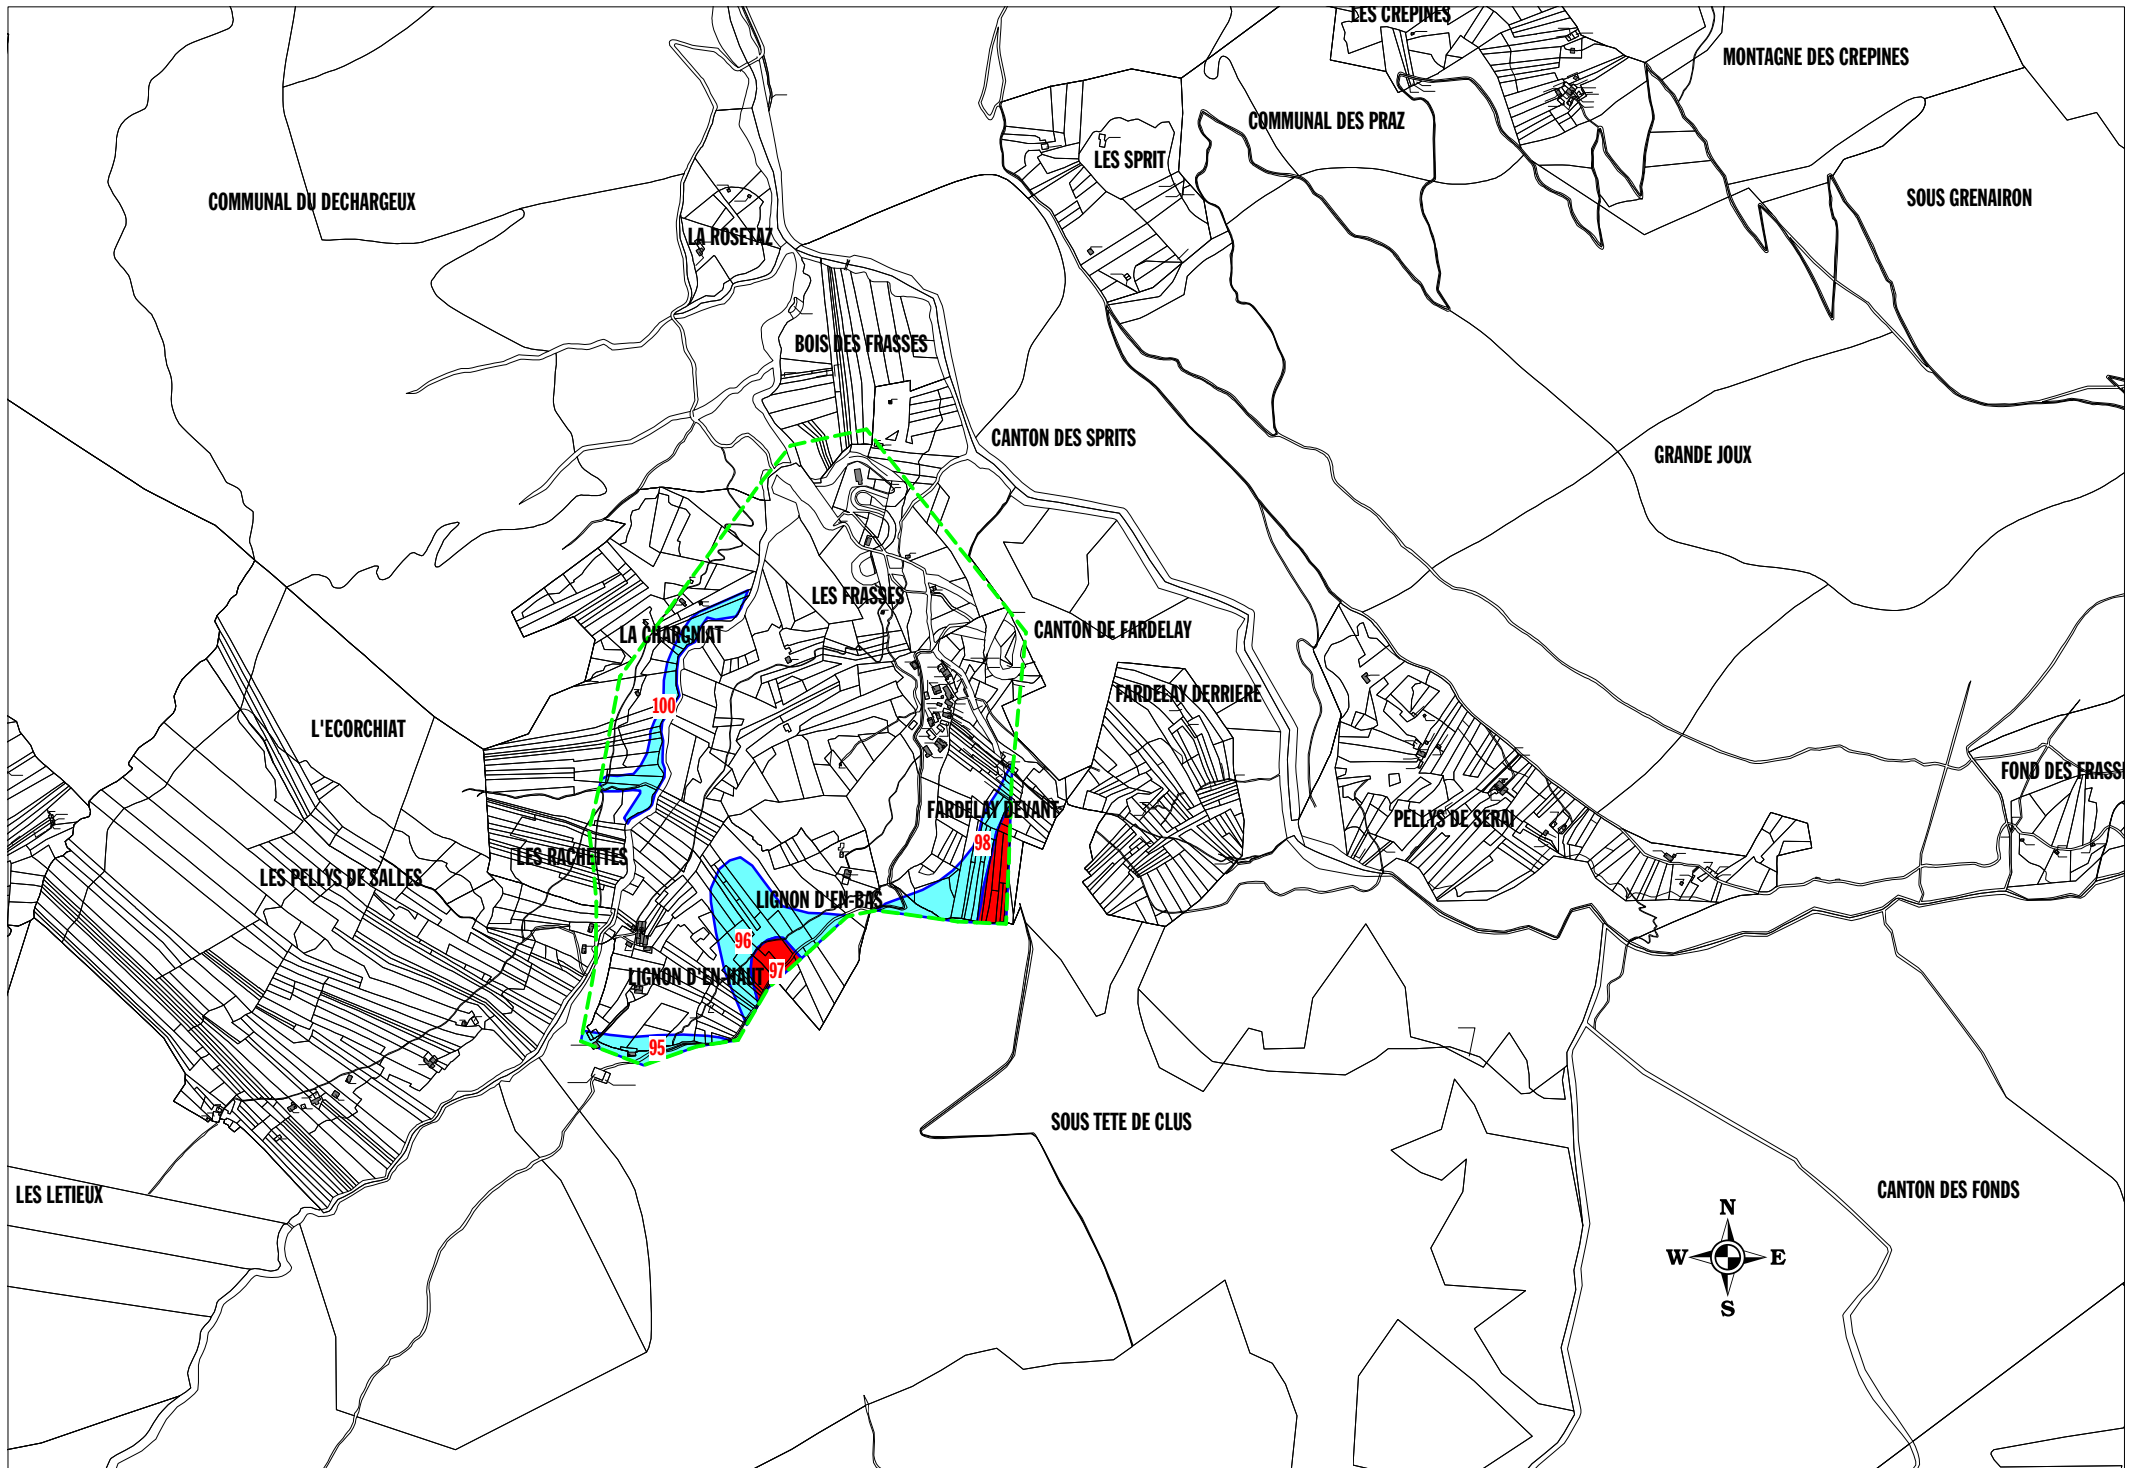 LES CREPINES
MONTAGNE DES CREPINES
COMMUNAL DES PRAZ
LES SPRIT
COMMUNAL DU DECHARGEUX
SOUS GRENAIRON
LA ROSETAZ
BOIS DES FRASSES
CANTON DES SPRITS
GRANDE JOUX
LES FRASSES
LA CHARGNIAT
CANTON DE FARDELAY
FARDELAY DERRIERE
100
L'ECORCHIAT
FOND DES FRASS
FARDELAY DEVANT
PELLYS DE SERAI
98
LES RACHETTES
LES PELLYS DE SALLES
LIGNON D'EN-BAS
96
97
LIGNON D'EN-HAUT
95
SOUS TETE DE CLUS
LES LETIEUX
CANTON DES FONDS
N
W E
S